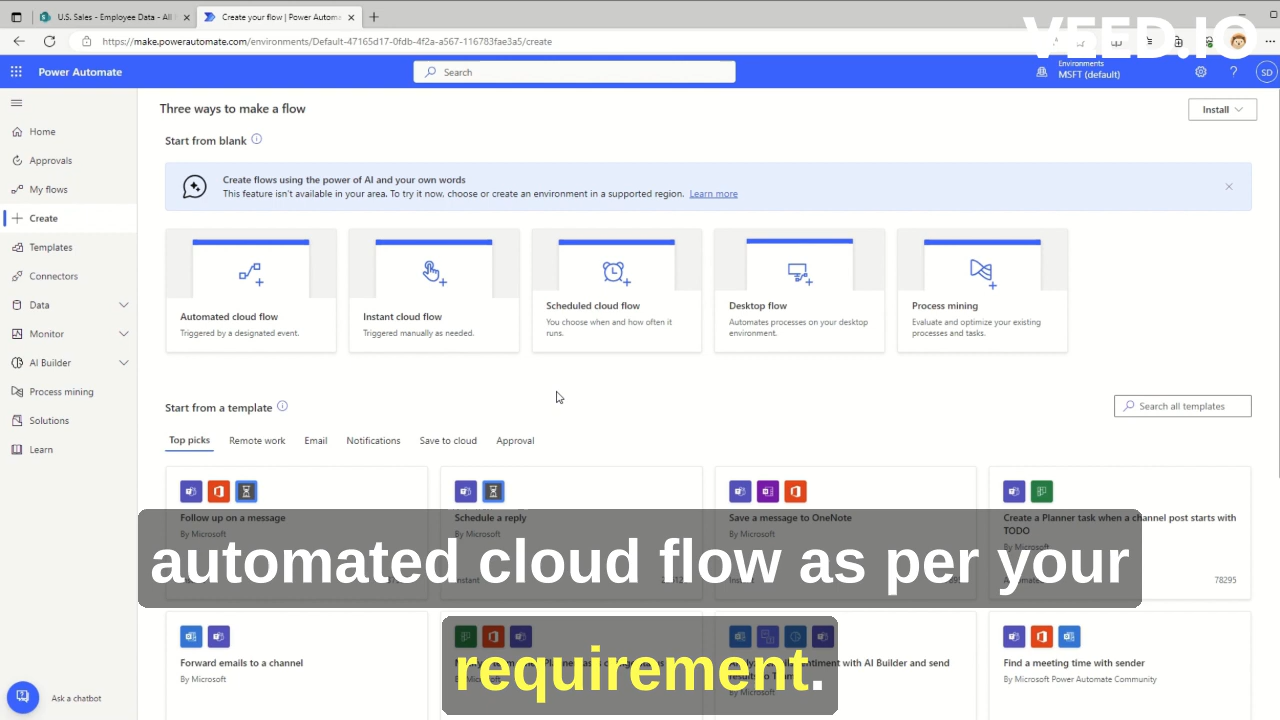 U.S. Sales - Employee Data - All
Create your flow | Power Automa
VEED.IO
https://make.powerautomate.com/environments/Default-47165d17-0fdb-4f2a-a567-116783fae3a5/create
Power Automate
Search
Environments
MSFT (default)
SD
Three ways to make a flow
Install
Home
Start from blank
Approvals
Create flows using the power of AI and your own words
My flows
This feature isn't available in your area. To try it now, choose or create an environment in a supported region. Learn more
Create
Templates
Connectors
Data
Monitor
AI Builder
Process mining
Solutions
Learn
Automated cloud flow
Triggered by a designated event.
Instant cloud flow
Triggered manually as needed.
Scheduled cloud flow
You choose when and how often it
runs.
Desktop flow
Automates processes on your desktop
environment.
Process mining
Evaluate and optimize your existing
processes and tasks.
Start from a template
Search all templates
Top picks
Remote work
Email
Notifications
Save to cloud
Approval
Follow up on a message
By Microsoft
Schedule a reply
By Microsoft
Save a message to OneNote
By Microsoft
Create a Planner task when a channel post starts with
TODO
By Microsoft
78295
automated cloud flow as per your
requirement.
Forward emails to a channel
By Microsoft
Find a meeting time with sender
By Microsoft Power Automate Community
Ask a chatbot